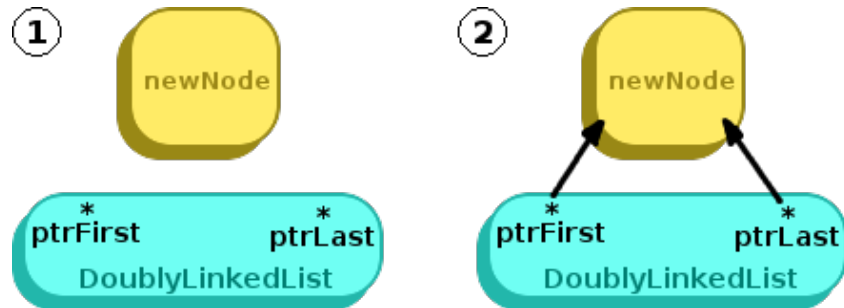 1
newNode
* *
ptrFirst ptrLast
DoublyLinkedList
2
newNode
* *
ptrFirst ptrLast
DoublyLinkedList